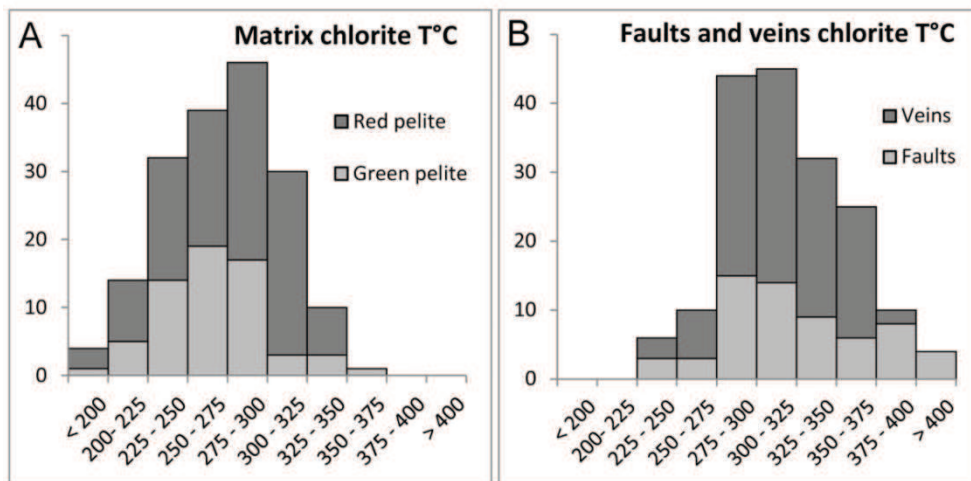 A
Matrix chlorite T°C
40
30
20
10
0
Red pelite
Green pelite
< 200
200- 225
225 - 250
250 - 275
275 - 300
300 - 325
325 - 350
350 - 375
375 - 400
> 400
B
Faults and veins chlorite T°C
40
30
20
10
0
Veins
Faults
< 200
200- 225
225 - 250
250 - 275
275 - 300
300 - 325
325 - 350
350 - 375
375 - 400
> 400